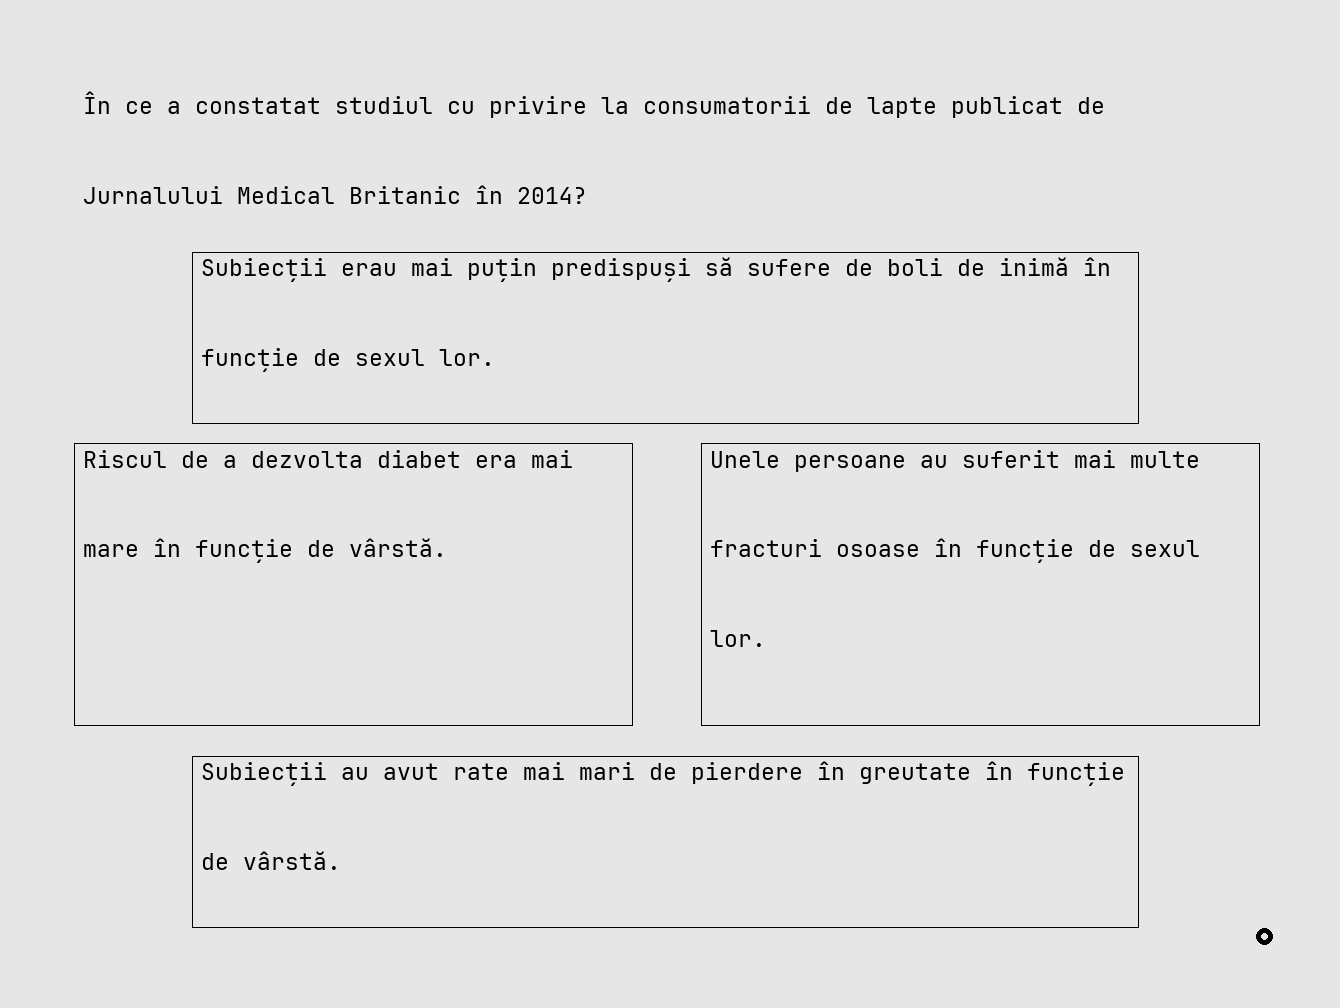 În ce a constatat studiul cu privire la consumatorii de lapte publicat de
Jurnalului Medical Britanic în 2014?
Subiecții erau mai puțin predispuși să sufere de boli de inimă în
funcție de sexul lor.
Riscul de a dezvolta diabet era mai
mare în funcție de vârstă.
Unele persoane au suferit mai multe
fracturi osoase în funcție de sexul
lor.
Subiecții au avut rate mai mari de pierdere în greutate în funcție
de vârstă.